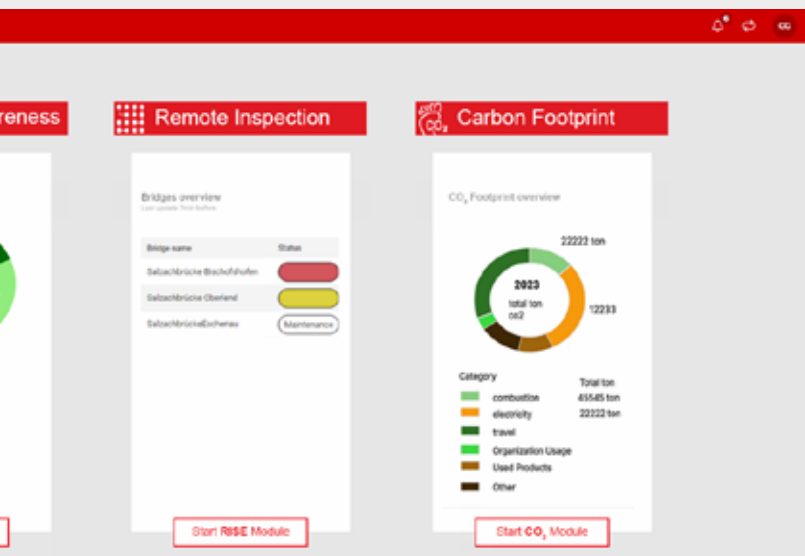 reness
Remote Inspection
CO₂ Carbon Footprint
Bridges overview
Bridge name Status
Salzachbrücke Bischofshofen
Salzachbrücke Oberlend
SalzachbrückeEschenau Maintenance
Start RISE Module
CO₂ Footprint overview
22222 ton
2023
total ton
co2
12233
Category Total ton
combustion 45545 ton
electricity 22222 ton
travel
Organization Usage
Used Products
Other
Start CO₂ Module